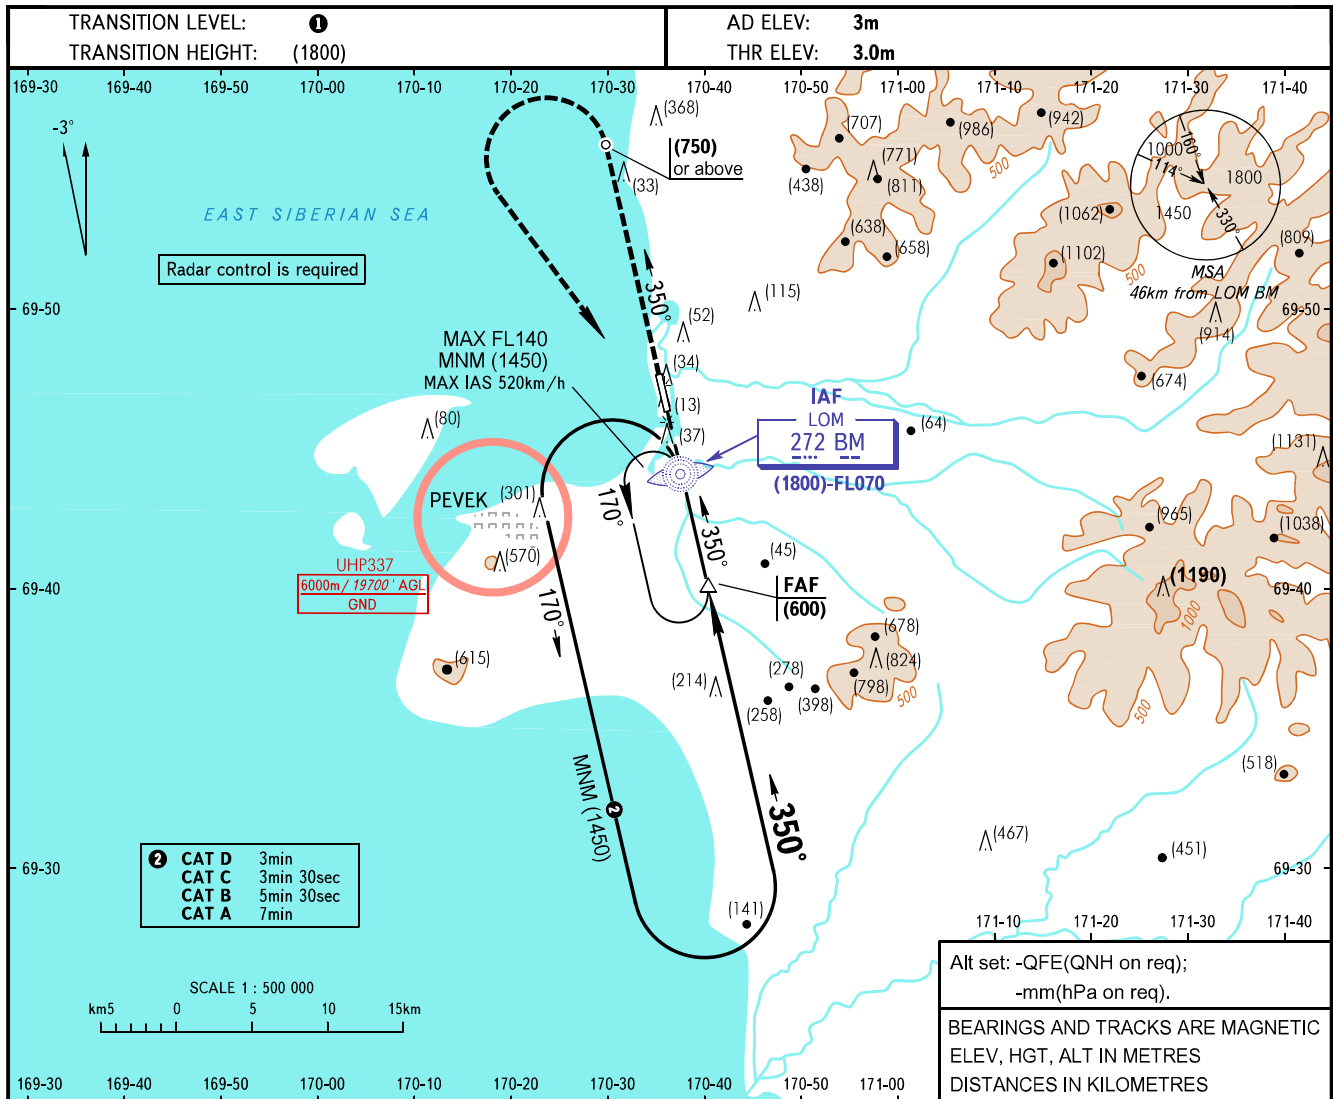 TRANSITION LEVEL: ❶
TRANSITION HEIGHT: (1800)
AD ELEV: 3m
THR ELEV: 3.0m
169-30 169-40 169-50 170-00 170-10 170-20 170-30 170-40 170-50 171-00 171-10 171-20 171-30 171-40
-3°
(368)
(750)
or above
(33)
(707)
(986)
(942)
(771)
(811)
(438)
500
(638)
(658)
(1062)
(1102)
500
1000
160°
114°
1800
1450
330°
(809)
MSA
46km from LOM BM
EAST SIBERIAN SEA
Radar control is required
350°
(115)
69-50
69-50
(914)
(52)
MAX FL140
MNM (1450)
MAX IAS 520km/h
(34)
(674)
(13)
IAF
LOM
272 BM
(1800)-FL070
(80)
(37)
(64)
(1131)
PEVEK
(301)
170°
350°
(965)
(1038)
(570)
(45)
UHP337
6000m/19700' AGL
GND
FAF
(600)
(1190)
1000
69-40
69-40
170°
(678)
(824)
(615)
(214)
(278)
(258)
(398)
(798)
500
500
MNM (1450)
❷
350°
(518)
(467)
(451)
69-30
69-30
❷ CAT D 3min
CAT C 3min 30sec
CAT B 5min 30sec
CAT A 7min
(141)
171-10 171-20 171-30 171-40
SCALE 1 : 500 000
km5 0 5 10 15km
Alt set: -QFE(QNH on req);
-mm(hPa on req).
BEARINGS AND TRACKS ARE MAGNETIC
ELEV, HGT, ALT IN METRES
DISTANCES IN KILOMETRES
169-30 169-40 169-50 170-00 170-10 170-20 170-30 170-40 170-50 171-00